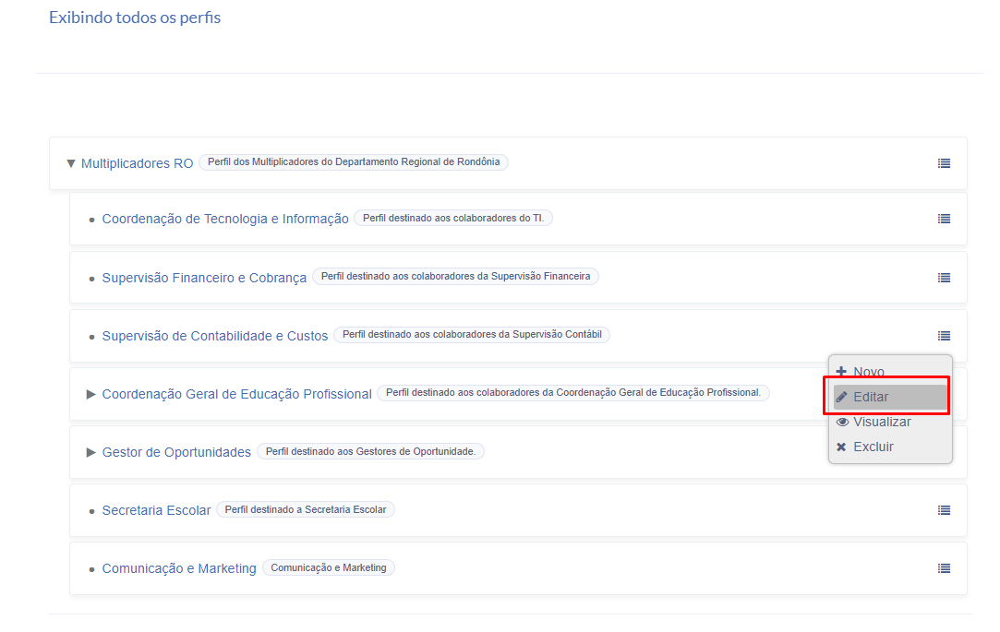 Exibindo todos os perfis
Multiplicadores RO Perfil dos Multiplicadores do Departamento Regional de Rondônia
Coordenação de Tecnologia e Informação Perfil destinado aos colaboradores do TI.
Supervisão Financeiro e Cobrança Perfil destinado aos colaboradores da Supervisão Financeira
Supervisão de Contabilidade e Custos Perfil destinado aos colaboradores da Supervisão Contábil
Novo
Coordenação Geral de Educação Profissional Perfil destinado aos colaboradores da Coordenação Geral de Educação Profissional.
Editar
Visualizar
Excluir
Gestor de Oportunidades Perfil destinado aos Gestores de Oportunidade.
Secretaria Escolar Perfil destinado a Secretaria Escolar
Comunicação e Marketing Comunicação e Marketing